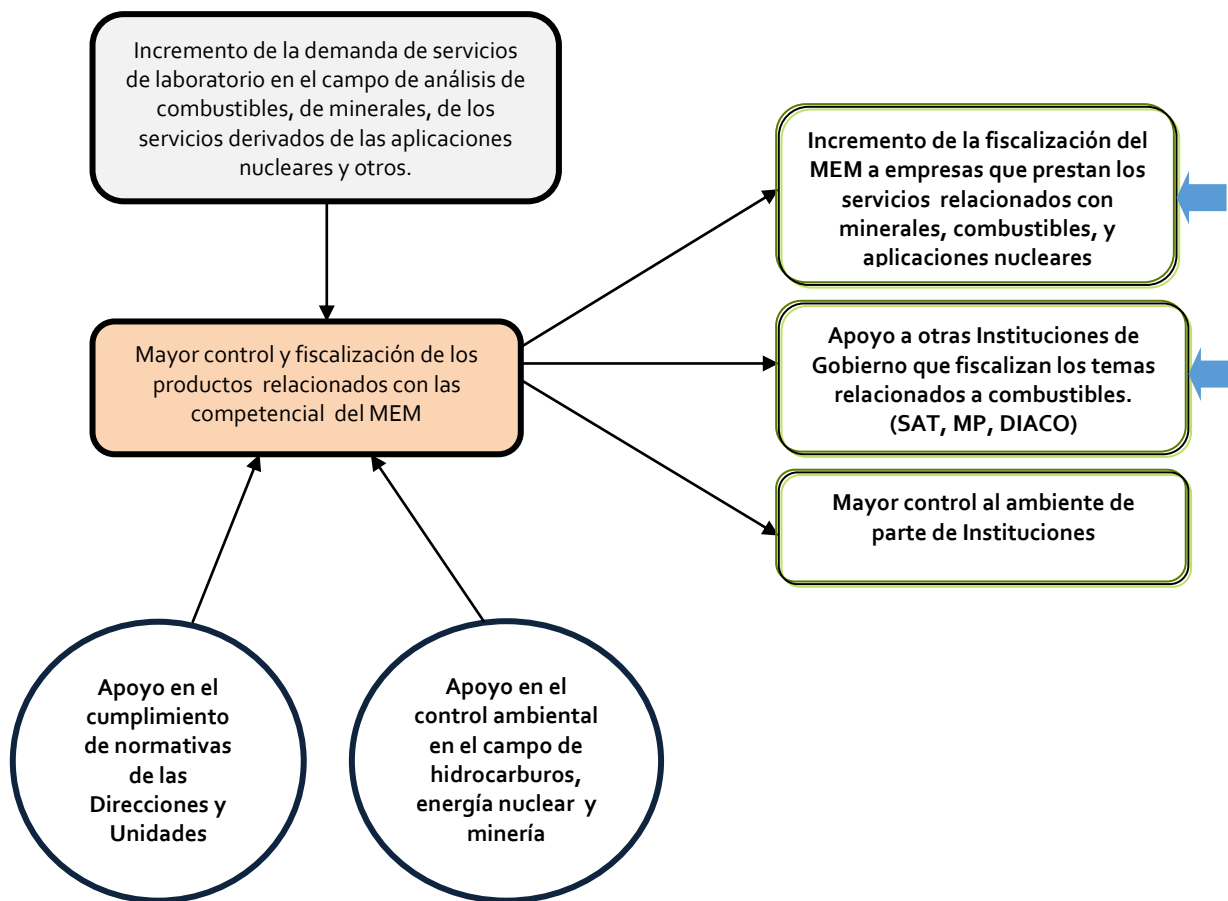 Incremento de la demanda de servicios
de laboratorio en el campo de análisis de
combustibles, de minerales, de los
servicios derivados de las aplicaciones
nucleares y otros.
Incremento de la fiscalización del
MEM a empresas que prestan los
servicios relacionados con
minerales, combustibles, y
aplicaciones nucleares
Mayor control y fiscalización de los
productos relacionados con las
competencial del MEM
Apoyo a otras Instituciones de
Gobierno que fiscalizan los temas
relacionados a combustibles.
(SAT, MP, DIACO)
Mayor control al ambiente de
parte de Instituciones
Apoyo en el
cumplimiento
de normativas
de las
Direcciones y
Unidades
Apoyo en el
control ambiental
en el campo de
hidrocarburos,
energía nuclear y
minería